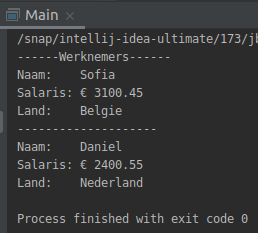 Main ×
/snap/intellij-idea-ultimate/173/jb
------Werknemers------
Naam:    Sofia
Salaris: € 3100.45
Land:    Belgie
--------------------
Naam:    Daniel
Salaris: € 2400.55
Land:    Nederland
Process finished with exit code 0